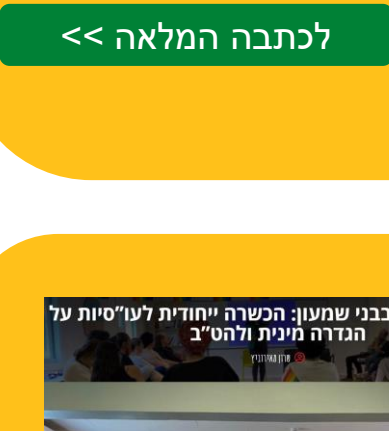 לכתבה המלאה >>
בבני שמעון: הכשרה ייחודית לעו״סיות על
הגדרה מינית ולהט״ב